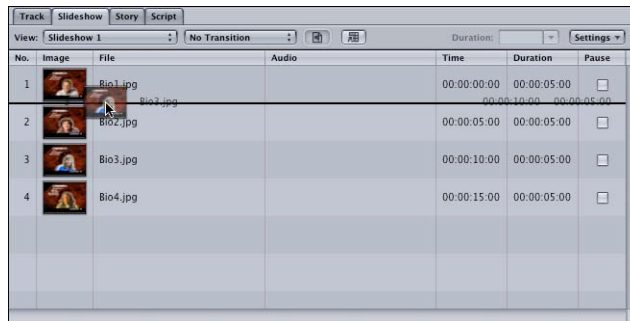 Track Slideshow Story Script
View: Slideshow 1 No Transition Duration: Settings
No. Image File Audio Time Duration Pause
1 Bio1.jpg 00:00:00:00 00:00:05:00
Bio3.jpg 00:00:10:00 00:00:05:00
2 Bio2.jpg 00:00:05:00 00:00:05:00
3 Bio3.jpg 00:00:10:00 00:00:05:00
4 Bio4.jpg 00:00:15:00 00:00:05:00